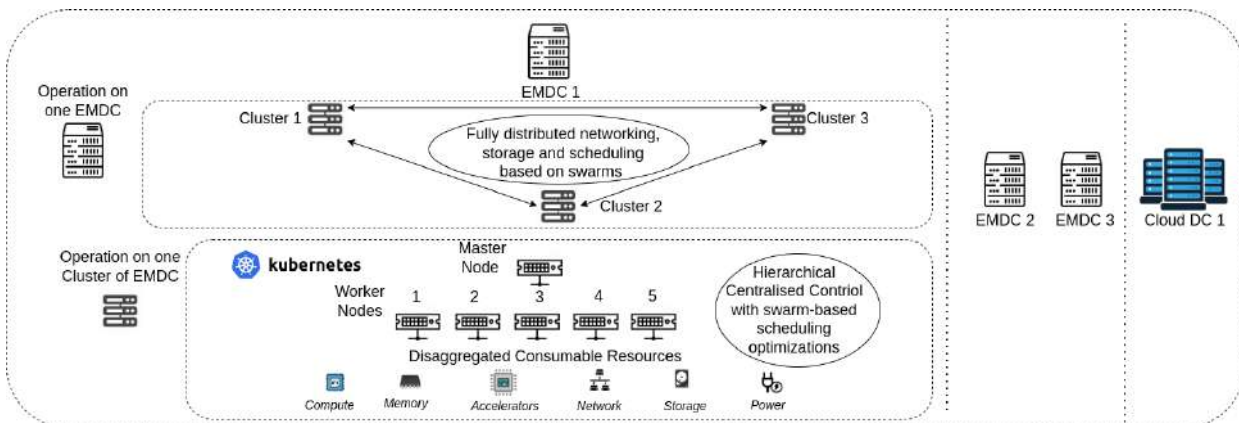 Operation on
one EMDC
EMDC 1
Cluster 1
Cluster 3
Fully distributed networking,
storage and scheduling
based on swarms
Cluster 2
Operation on one
Cluster of EMDC
kubernetes
Master
Node
Worker
Nodes
1 2 3 4 5
Disaggregated Consumable Resources
Compute Memory Accelerators Network Storage Power
Hierarchical
Centralised Contriol
with swarm-based
scheduling
optimizations
EMDC 2 EMDC 3
Cloud DC 1